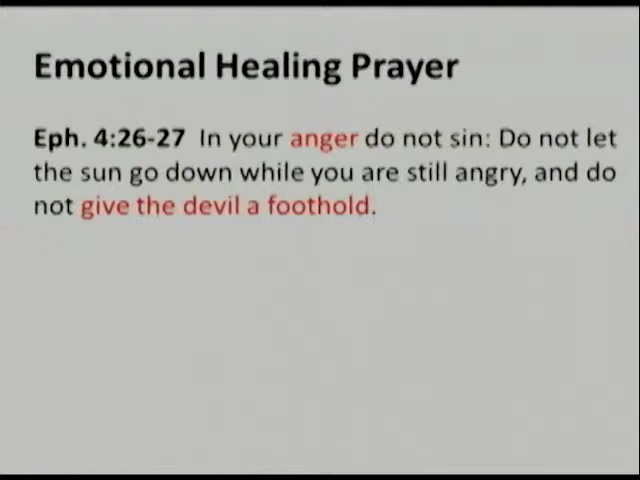 Emotional Healing Prayer
Eph. 4:26-27 In your anger do not sin: Do not let
the sun go down while you are still angry, and do
not give the devil a foothold.